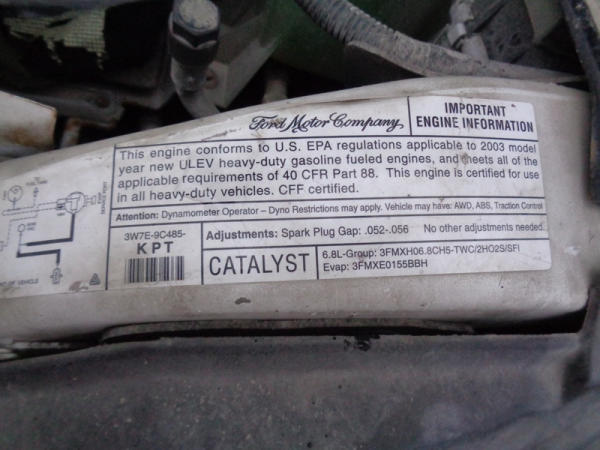 Ford Motor Company
IMPORTANT
ENGINE INFORMATION
This engine conforms to U.S. EPA regulations applicable to 2003 model
year new ULEV heavy-duty gasoline fueled engines, and meets all of the
applicable requirements of 40 CFR Part 88. This engine is certified for use
in all heavy-duty vehicles. CFF certified.
Attention: Dynamometer Operator – Dyno Restrictions may apply. Vehicle may have: AWD, ABS, Traction Control
3W7E-9C485-
KPT
Adjustments: Spark Plug Gap: .052-.056 No other adjustments needed.
CATALYST
6.8L-Group: 3FMXH06.8CH5-TWC/2HO2S/SFI
Evap: 3FMXE0155BBH
SERVICE PORT
OF VEHICLE